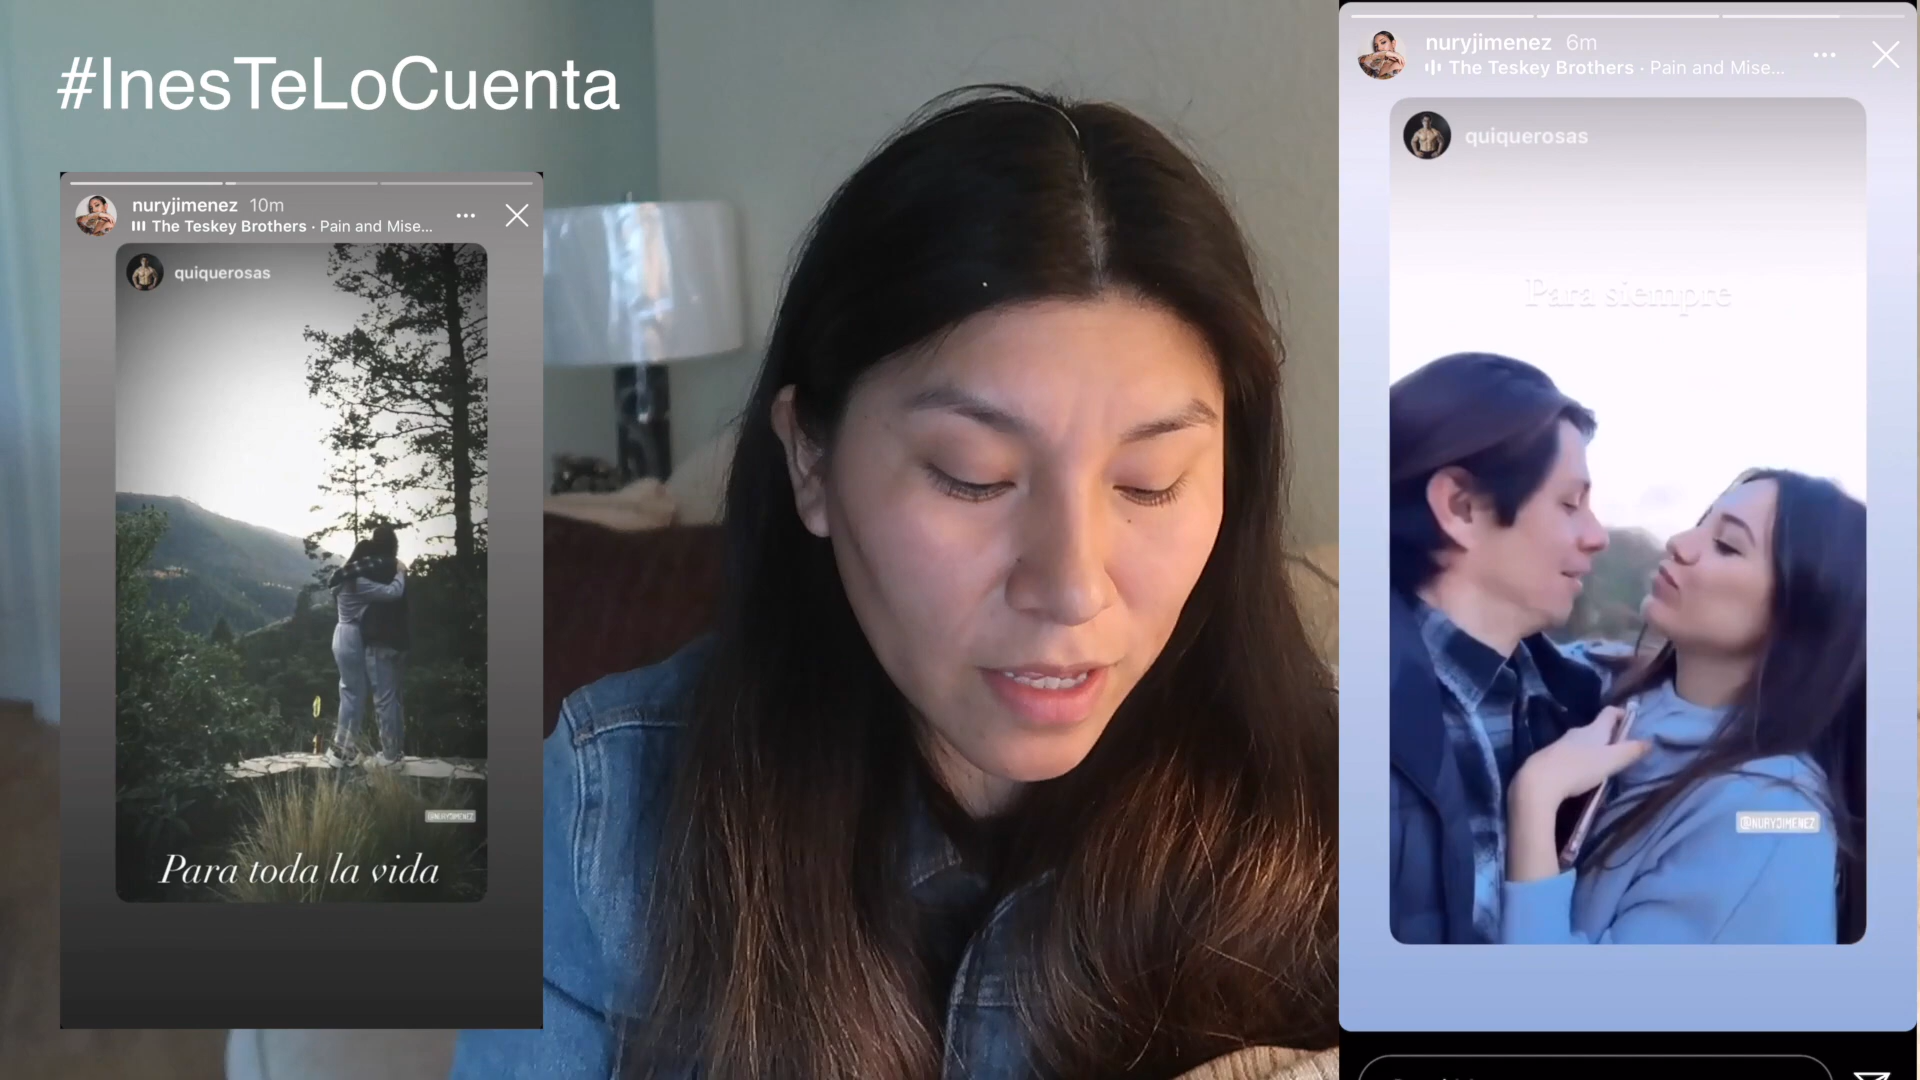 #InesTeLoCuenta
nuryjimenez 10m
The Teskey Brothers · Pain and Mise...
quiquerosas
@NURYJIMENEZ
Para toda la vida
nuryjimenez 6m
The Teskey Brothers · Pain and Mise...
quiquerosas
Para siempre
@NURYJIMENEZ